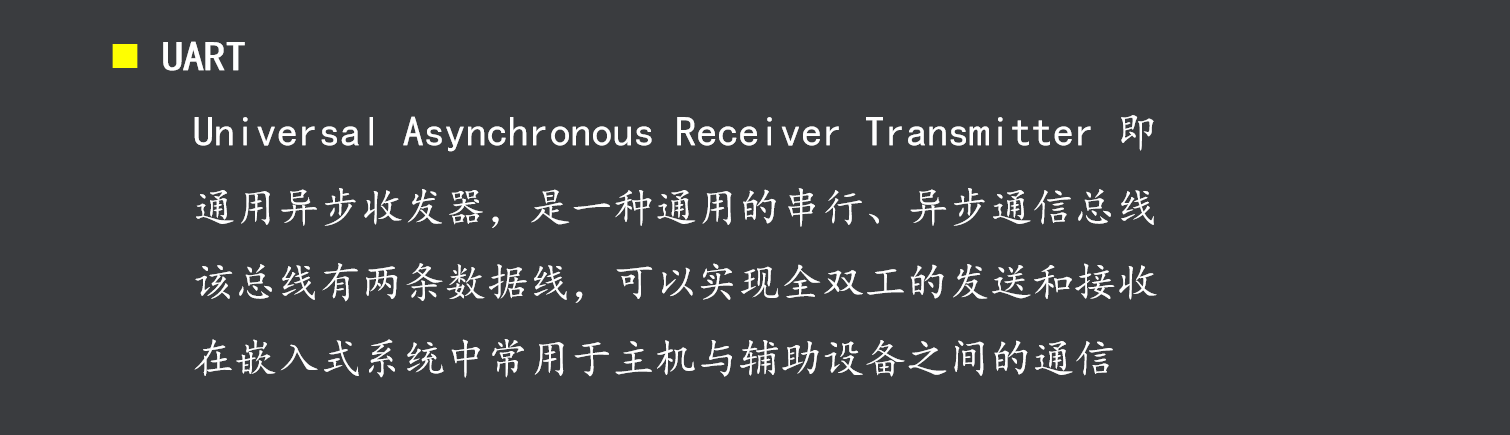 UART
Universal Asynchronous Receiver Transmitter 即
通用异步收发器，是一种通用的串行、异步通信总线
该总线有两条数据线，可以实现全双工的发送和接收
在嵌入式系统中常用于主机与辅助设备之间的通信